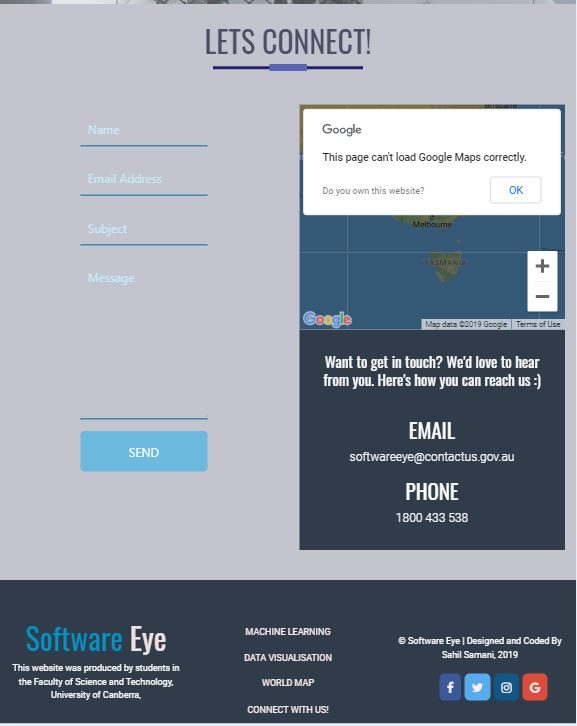 LETS CONNECT!
Name
Email Address
Subject
Message
SEND
Brisbane
Google
This page can't load Google Maps correctly.
Do you own this website?
OK
Melbourne
TASMANIA
+
−
Google
Map data ©2019 Google
Terms of Use
Want to get in touch? We'd love to hear
from you. Here's how you can reach us :)
EMAIL
softwareeye@contactus.gov.au
PHONE
1800 433 538
Software Eye
This website was produced by students in
the Faculty of Science and Technology,
University of Canberra,
MACHINE LEARNING
DATA VISUALISATION
WORLD MAP
CONNECT WITH US!
© Software Eye | Designed and Coded By
Sahil Samani, 2019
f
G